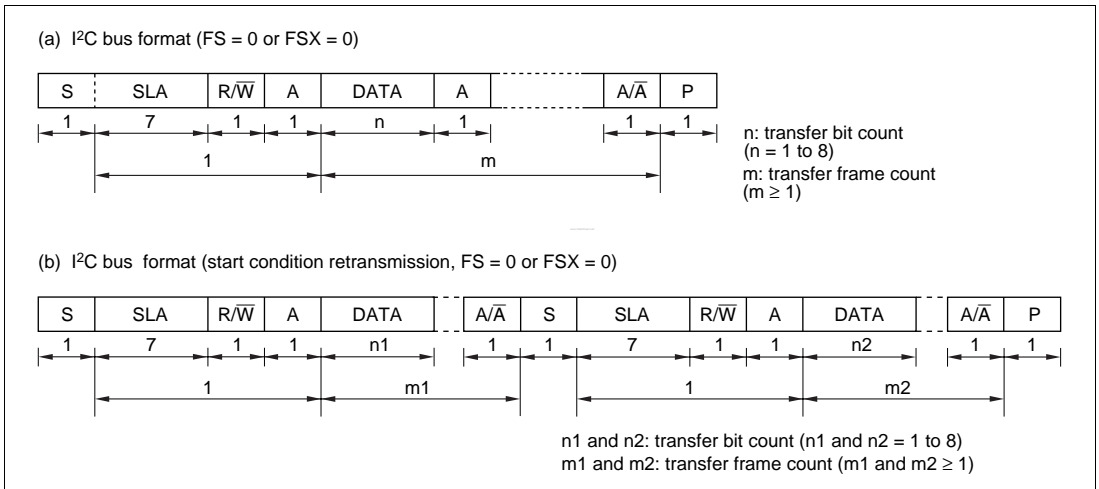 (a) I²C bus format (FS = 0 or FSX = 0)
S SLA R/W̅ A DATA A A/A̅ P
1 7 1 1 n 1 1 1
1 m
n: transfer bit count
(n = 1 to 8)
m: transfer frame count
(m ≥ 1)
(b) I²C bus format (start condition retransmission, FS = 0 or FSX = 0)
S SLA R/W̅ A DATA A/A̅ S SLA R/W̅ A DATA A/A̅ P
1 7 1 1 n1 1 1 7 1 1 n2 1 1
1 m1 1 m2
n1 and n2: transfer bit count (n1 and n2 = 1 to 8)
m1 and m2: transfer frame count (m1 and m2 ≥ 1)